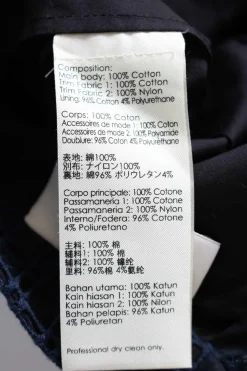 Composition:
Main body: 100% Cotton
Trim Fabric 1: 100% Cotton
Trim Fabric 2: 100% Nylon
Lining: 96% Cotton 4% Polyurethane
Corps: 100% Coton
Accessoires de mode 1: 100% Coton
Accessoires de mode 2: 100% Polyamide
Doublure: 96% Coton 4% Polyurethane
表地: 綿100%
別布: ナイロン100%
裏地: 綿96% ポリウレタン4%
Corpo principale: 100% Cotone
Passamaneria 1: 100% Cotone
Passamaneria 2: 100% Nylon
Interno/Fodera: 96% Cotone
4% Poliuretano
主料: 100% 棉
辅料1: 100% 棉
辅料2: 100% 锦纶
里料: 96%棉 4%氨纶
Bahan utama: 100% Katun
Kain hiasan 1: 100% Katun
Kain hiasan 2: 100% Nilon
Bahan pelapis: 96% Katun
4% Poliuretan
Professional dry clean only.